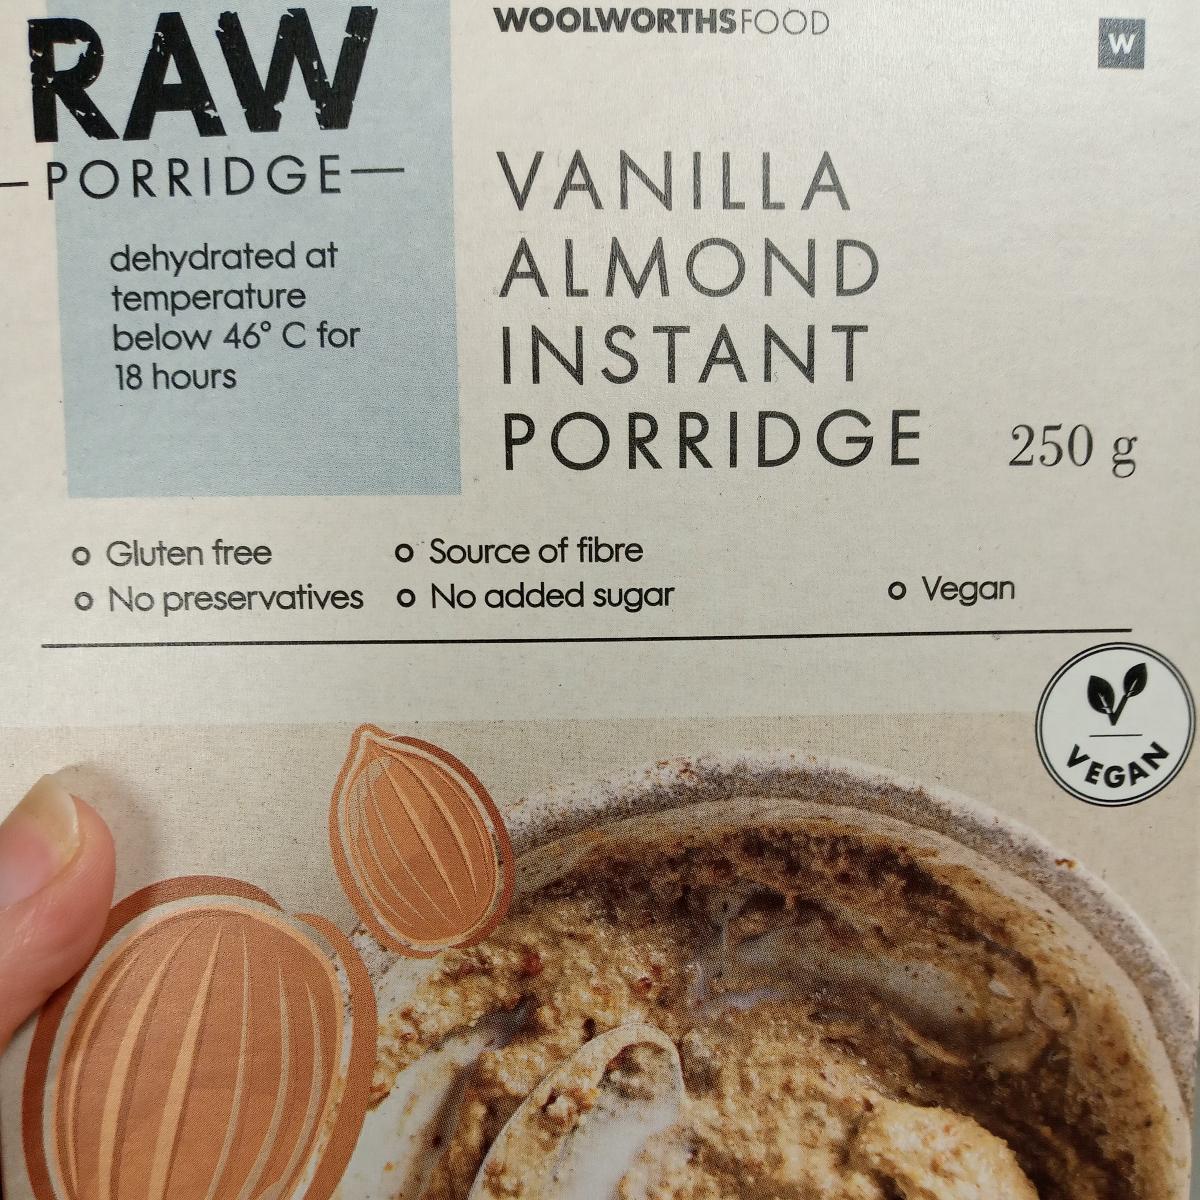 RAW
PORRIDGE
dehydrated at
temperature
below 46° C for
18 hours
WOOLWORTHSFOOD
W
VANILLA
ALMOND
INSTANT
PORRIDGE
250 g
Gluten free
No preservatives
Source of fibre
No added sugar
Vegan
VEGAN